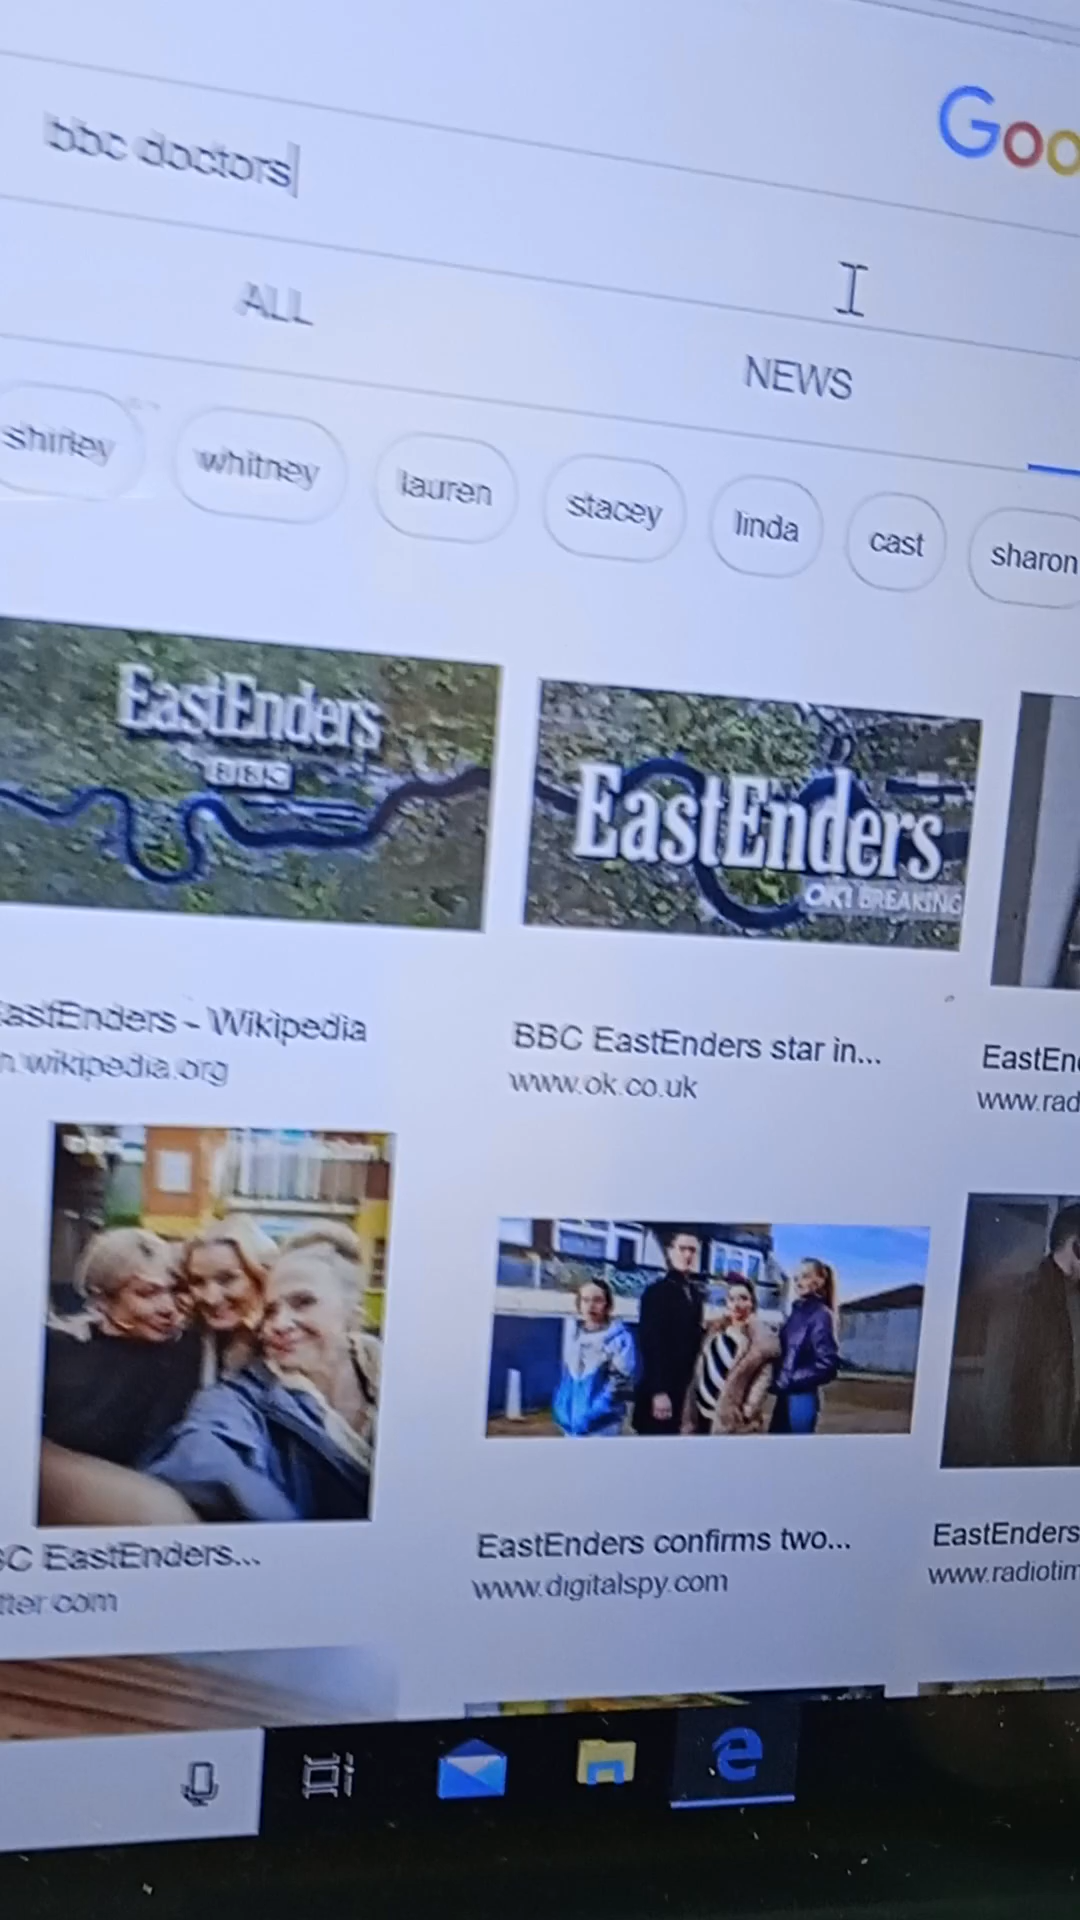 Goo
bbc doctors
ALL
NEWS
shirley
whitney
lauren
stacey
linda
cast
sharon
EastEnders
BBC
EastEnders
OK! BREAKING
EastEnders - Wikipedia
n.wikipedia.org
BBC EastEnders star in...
www.ok.co.uk
EastEn
www.rad
C EastEnders...
tter.com
EastEnders confirms two...
www.digitalspy.com
EastEnders
www.radiotim